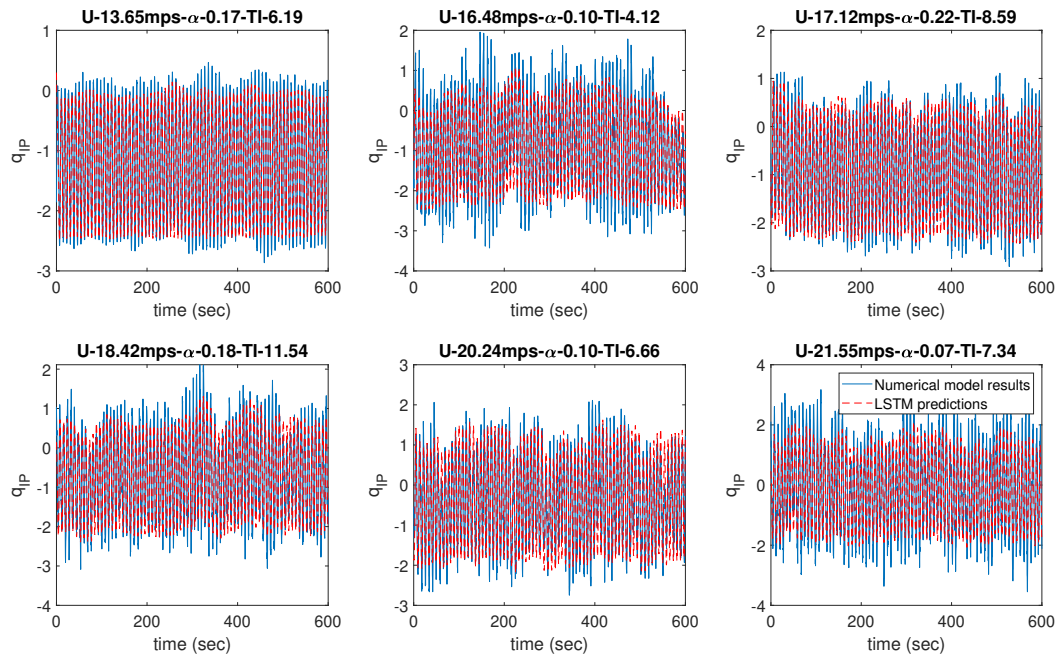 U-13.65mps-α-0.17-TI-6.19
1
0
-1
-2
-3
q_IP
0 200 400 600
time (sec)
U-16.48mps-α-0.10-TI-4.12
2
1
0
-1
-2
-3
-4
q_IP
0 200 400 600
time (sec)
U-17.12mps-α-0.22-TI-8.59
2
1
0
-1
-2
-3
q_IP
0 200 400 600
time (sec)
U-18.42mps-α-0.18-TI-11.54
2
1
0
-1
-2
-3
-4
q_IP
0 200 400 600
time (sec)
U-20.24mps-α-0.10-TI-6.66
3
2
1
0
-1
-2
-3
q_IP
0 200 400 600
time (sec)
U-21.55mps-α-0.07-TI-7.34
Numerical model results
LSTM predictions
4
2
0
-2
-4
q_IP
0 200 400 600
time (sec)